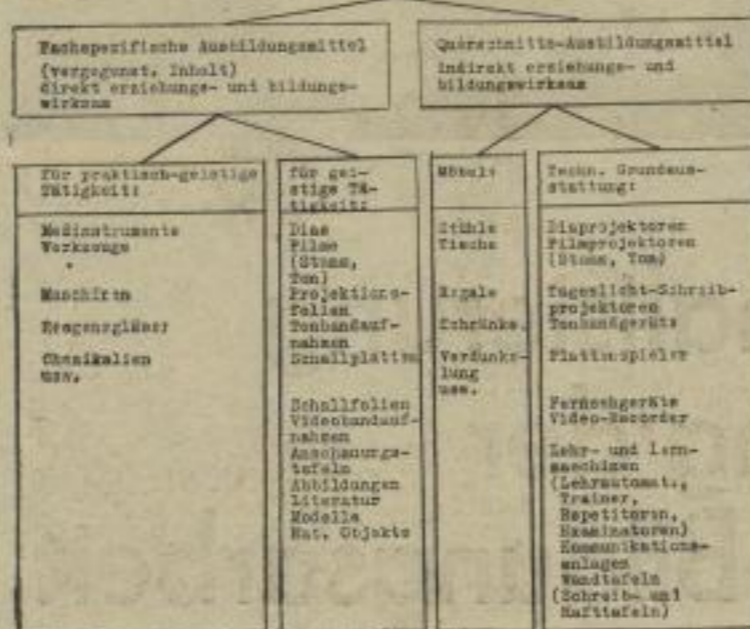 Fachspezifische Ausbildungsmittel
(vergegenst. Inhalt)
direkt erziehungs- und bildungs-
wirksam
Querschnitts-Ausbildungsmittel
indirekt erziehungs- und
bildungswirksam
für praktisch-geistige
Tätigkeit:
Meßinstrumente
Werkzeuge
Maschinen
Reagenzgläser
Chemikalien
usw.
für gei-
stige Tä-
tigkeit:
Dias
Filme
(Stumm,
Ton)
Projektions-
folien
Tonbandauf-
nahmen
Schallplatten
Schallfolien
Videobandauf-
nahmen
Anschauungs-
tafeln
Abbildungen
Literatur
Modelle
Nat. Objekte
Möbel:
Stühle
Tische
Regale
Schränke
Verdunke-
lung
usw.
Techn. Grundaus-
stattung:
Diaprojektoren
Filmprojektoren
(Stumm, Ton)
Tageslicht-Schreib-
projektoren
Tonbandgeräte
Plattenspieler
Fernsehgeräte
Video-Recorder
Lehr- und Lern-
maschinen
(Lehrautomat.,
Trainer,
Repetitoren,
Examinatoren)
Kommunikations-
anlagen
Wandtafeln
(Schreib- und
Hafttafeln)